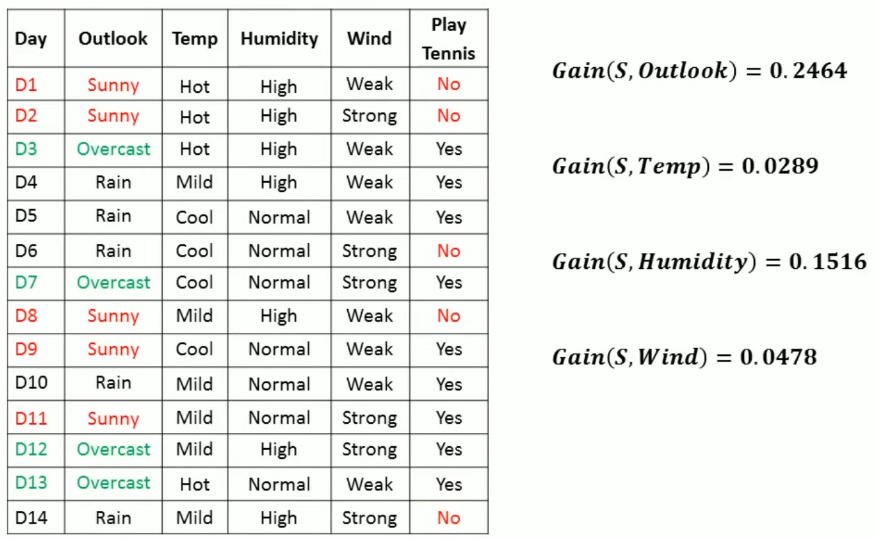 Day Outlook Temp Humidity Wind Play Tennis
D1 Sunny Hot High Weak No
D2 Sunny Hot High Strong No
D3 Overcast Hot High Weak Yes
D4 Rain Mild High Weak Yes
D5 Rain Cool Normal Weak Yes
D6 Rain Cool Normal Strong No
D7 Overcast Cool Normal Strong Yes
D8 Sunny Mild High Weak No
D9 Sunny Cool Normal Weak Yes
D10 Rain Mild Normal Weak Yes
D11 Sunny Mild Normal Strong Yes
D12 Overcast Mild High Strong Yes
D13 Overcast Hot Normal Weak Yes
D14 Rain Mild High Strong No
Gain(S, Outlook) = 0.2464
Gain(S, Temp) = 0.0289
Gain(S, Humidity) = 0.1516
Gain(S, Wind) = 0.0478